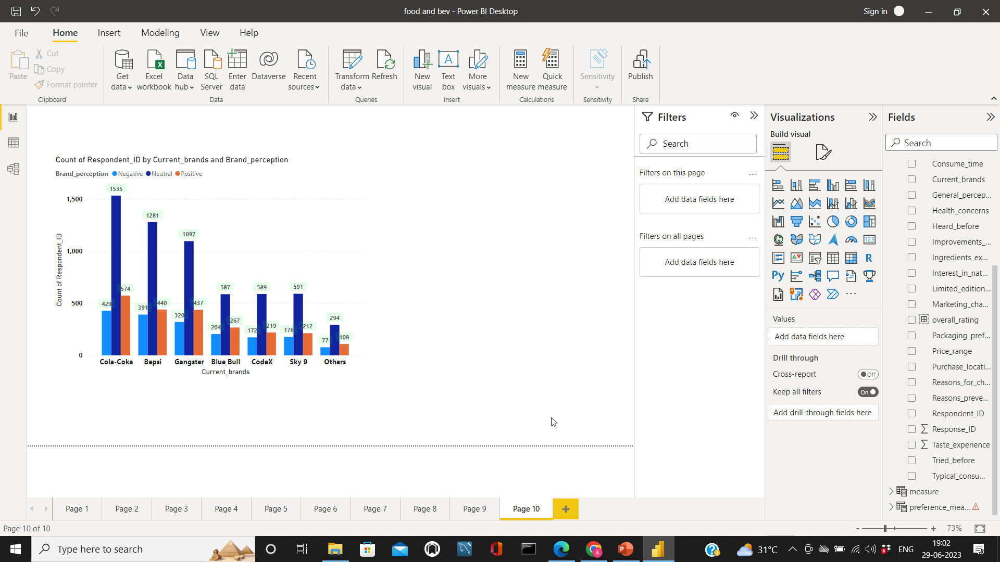 food and bev - Power BI Desktop
Sign in
File Home Insert Modeling View Help
Paste
Cut
Copy
Format painter
Clipboard
Get data
Excel workbook
Data hub
SQL Server
Enter data
Dataverse
Recent sources
Data
Transform data
Refresh
Queries
New visual
Text box
More visuals
Insert
New measure
Quick measure
Calculations
Sensitivity
Sensitivity
Publish
Share
Count of Respondent_ID by Current_brands and Brand_perception
Brand_perception Negative Neutral Positive
Count of Respondent_ID
1,500
1,000
500
0
429 1535 574
391 1281 440
320 1097 437
204 587 267
172 589 219
176 591 212
77 294 108
Cola-Coka Bepsi Gangster Blue Bull CodeX Sky 9 Others
Current_brands
Filters
Search
Filters on this page
...
Add data fields here
Filters on all pages
...
Add data fields here
Visualizations
Build visual
123
R
Py
...
Values
Add data fields here
Drill through
Cross-report Off
Keep all filters On
Add drill-through fields here
Fields
Search
Consume_time
Current_brands
General_percep...
Health_concerns
Heard_before
Improvements_...
Ingredients_ex...
Interest_in_nat...
Limited_edition...
Marketing_cha...
overall_rating
Packaging_pref...
Price_range
Purchase_locati...
Reasons_for_ch...
Reasons_preve...
Respondent_ID
Response_ID
Taste_experience
Tried_before
Typical_consu...
measure
preference_mea...
Page 1 Page 2 Page 3 Page 4 Page 5 Page 6 Page 7 Page 8 Page 9 Page 10 +
Page 10 of 10
- + 73%
Type here to search
31°C
ENG
19:02
29-06-2023